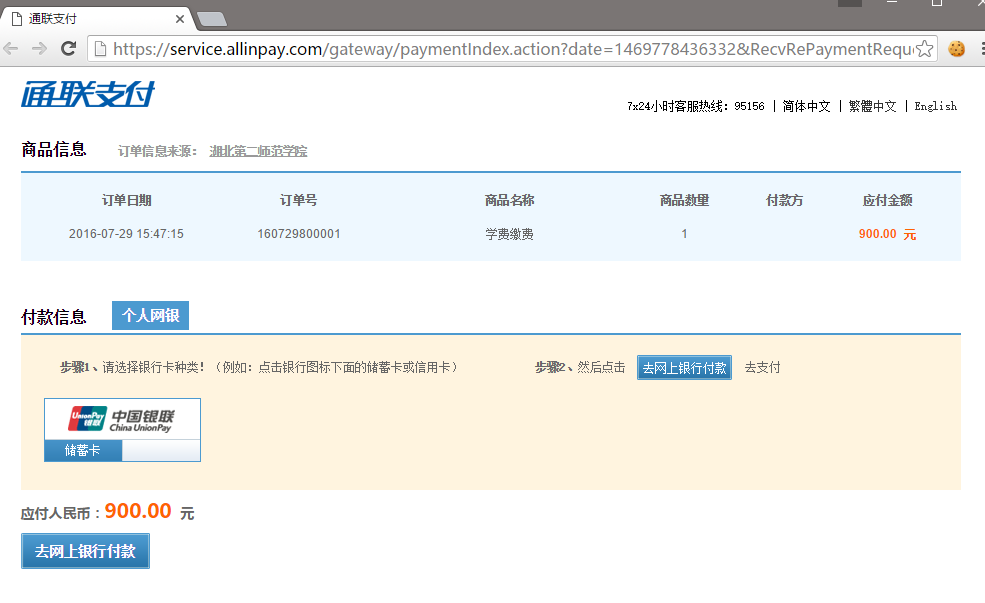 通联支付
https://service.allinpay.com/gateway/paymentIndex.action?date=1469778436332&RecvRePaymentRequ
通联支付
7x24小时客服热线：95156 | 简体中文 | 繁體中文 | English
商品信息 订单信息来源： 湖北第二师范学院
订单日期 订单号 商品名称 商品数量 付款方 应付金额
2016-07-29 15:47:15 160729800001 学费缴费 1 900.00 元
付款信息 个人网银
步骤1、请选择银行卡种类！（例如：点击银行图标下面的储蓄卡或信用卡） 步骤2、然后点击 去网上银行付款 去支付
UnionPay 银联 中国银联
China UnionPay
储蓄卡
应付人民币：900.00 元
去网上银行付款